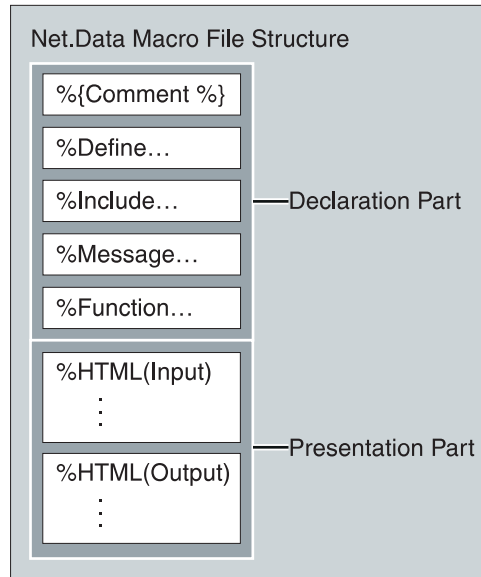 Net.Data Macro File Structure
%{Comment %}
%Define…
%Include…
Declaration Part
%Message…
%Function…
%HTML(Input)
⋮
Presentation Part
%HTML(Output)
⋮